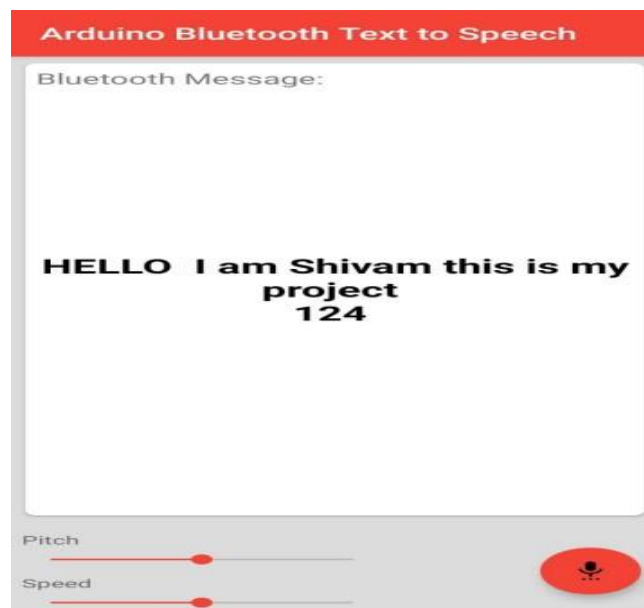 Arduino Bluetooth Text to Speech
Bluetooth Message:
HELLO  I am Shivam this is my
project
124
Pitch
Speed